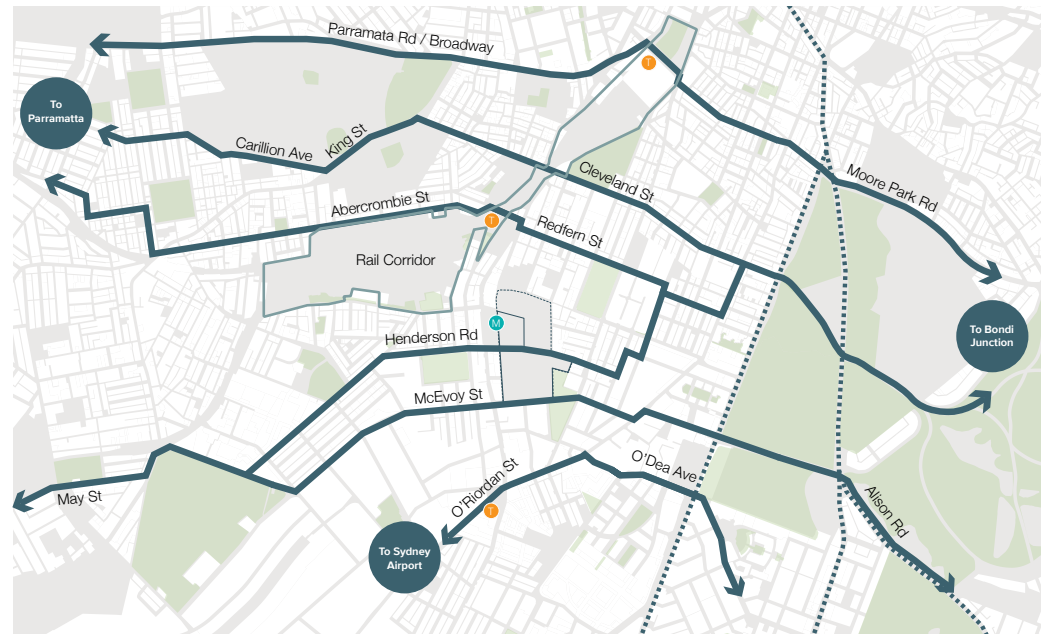 Parramata Rd / Broadway
T
To
Parramatta
King St
Carillion Ave
Cleveland St
Moore Park Rd
Abercrombie St
T
Redfern St
Rail Corridor
M
Henderson Rd
To Bondi
Junction
McEvoy St
O'Dea Ave
O'Riordan St
May St
T
Alison Rd
To Sydney
Airport